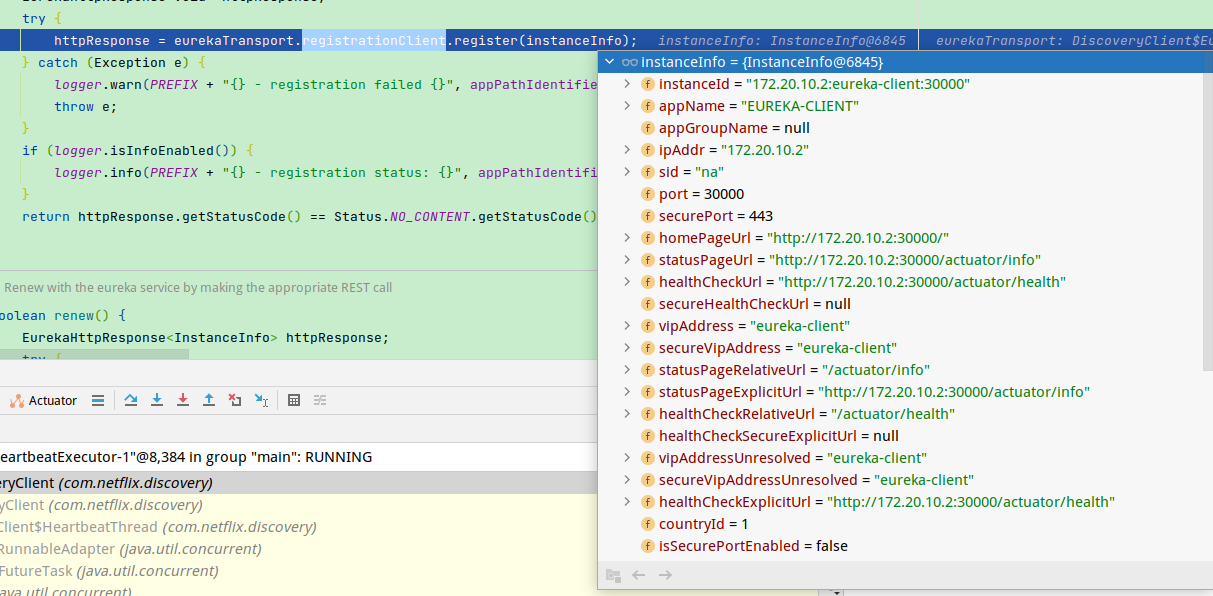 try {
httpResponse = eurekaTransport.registrationClient.register(instanceInfo); instanceInfo: InstanceInfo@6845 eurekaTransport: DiscoveryClient$Eu
} catch (Exception e) {
logger.warn(PREFIX + "{} - registration failed {}", appPathIdentifie
throw e;
}
if (logger.isInfoEnabled()) {
logger.info(PREFIX + "{} - registration status: {}", appPathIdentifi
}
return httpResponse.getStatusCode() == Status.NO_CONTENT.getStatusCode()
Renew with the eureka service by making the appropriate REST call
oolean renew() {
EurekaHttpResponse<InstanceInfo> httpResponse;
try {
Actuator
eartbeatExecutor-1"@8,384 in group "main": RUNNING
eryClient (com.netflix.discovery)
yClient (com.netflix.discovery)
Client$HeartbeatThread (com.netflix.discovery)
RunnableAdapter (java.util.concurrent)
FutureTask (java.util.concurrent)
ava.util.concurrent)
instanceInfo = {InstanceInfo@6845}
instanceId = "172.20.10.2:eureka-client:30000"
appName = "EUREKA-CLIENT"
appGroupName = null
ipAddr = "172.20.10.2"
sid = "na"
port = 30000
securePort = 443
homePageUrl = "http://172.20.10.2:30000/"
statusPageUrl = "http://172.20.10.2:30000/actuator/info"
healthCheckUrl = "http://172.20.10.2:30000/actuator/health"
secureHealthCheckUrl = null
vipAddress = "eureka-client"
secureVipAddress = "eureka-client"
statusPageRelativeUrl = "/actuator/info"
statusPageExplicitUrl = "http://172.20.10.2:30000/actuator/info"
healthCheckRelativeUrl = "/actuator/health"
healthCheckSecureExplicitUrl = null
vipAddressUnresolved = "eureka-client"
secureVipAddressUnresolved = "eureka-client"
healthCheckExplicitUrl = "http://172.20.10.2:30000/actuator/health"
countryId = 1
isSecurePortEnabled = false